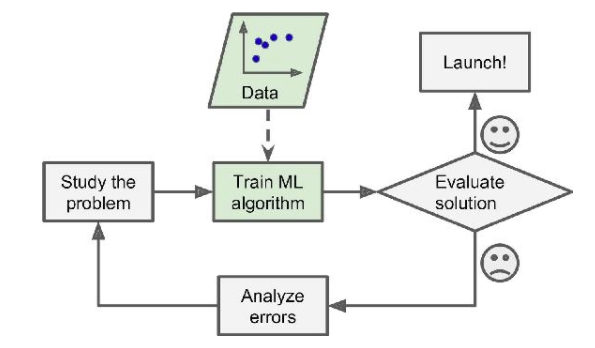 Data
Launch!
Study the
problem
Train ML
algorithm
Evaluate
solution
Analyze
errors